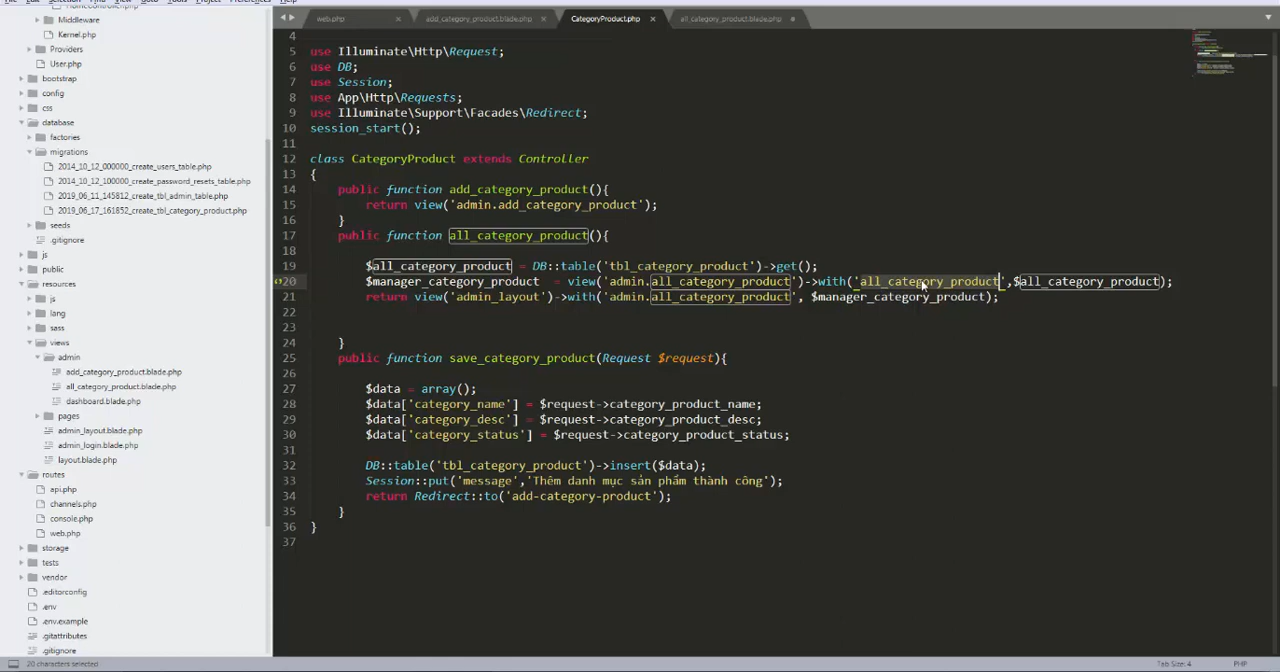 web.php
add_category_product.blade.php
CategoryProduct.php
all_category_product.blade.php
Middleware
Kernel.php
Providers
User.php
bootstrap
config
css
database
factories
migrations
2014_10_12_000000_create_users_table.php
2014_10_12_100000_create_password_resets_table.php
2019_06_11_145812_create_tbl_admin_table.php
2019_06_17_161852_create_tbl_category_product.php
seeds
.gitignore
js
public
resources
js
lang
sass
views
admin
add_category_product.blade.php
all_category_product.blade.php
dashboard.blade.php
pages
admin_layout.blade.php
admin_login.blade.php
layout.blade.php
routes
api.php
channels.php
console.php
web.php
storage
tests
vendor
.editorconfig
.env
.env.example
.gitattributes
.gitignore
4
5 use Illuminate\Http\Request;
6 use DB;
7 use Session;
8 use App\Http\Requests;
9 use Illuminate\Support\Facades\Redirect;
10 session_start();
11
12 class CategoryProduct extends Controller
13 {
14 public function add_category_product(){
15 return view('admin.add_category_product');
16 }
17 public function all_category_product(){
18
19 $all_category_product = DB::table('tbl_category_product')->get();
20 $manager_category_product = view('admin.all_category_product')->with('all_category_product',$all_category_product);
21 return view('admin_layout')->with('admin.all_category_product', $manager_category_product);
22
23
24 }
25 public function save_category_product(Request $request){
26
27 $data = array();
28 $data['category_name'] = $request->category_product_name;
29 $data['category_desc'] = $request->category_product_desc;
30 $data['category_status'] = $request->category_product_status;
31
32 DB::table('tbl_category_product')->insert($data);
33 Session::put('message','Thêm danh mục sản phẩm thành công');
34 return Redirect::to('add-category-product');
35 }
36 }
37
20 characters selected
Tab Size: 4
PHP